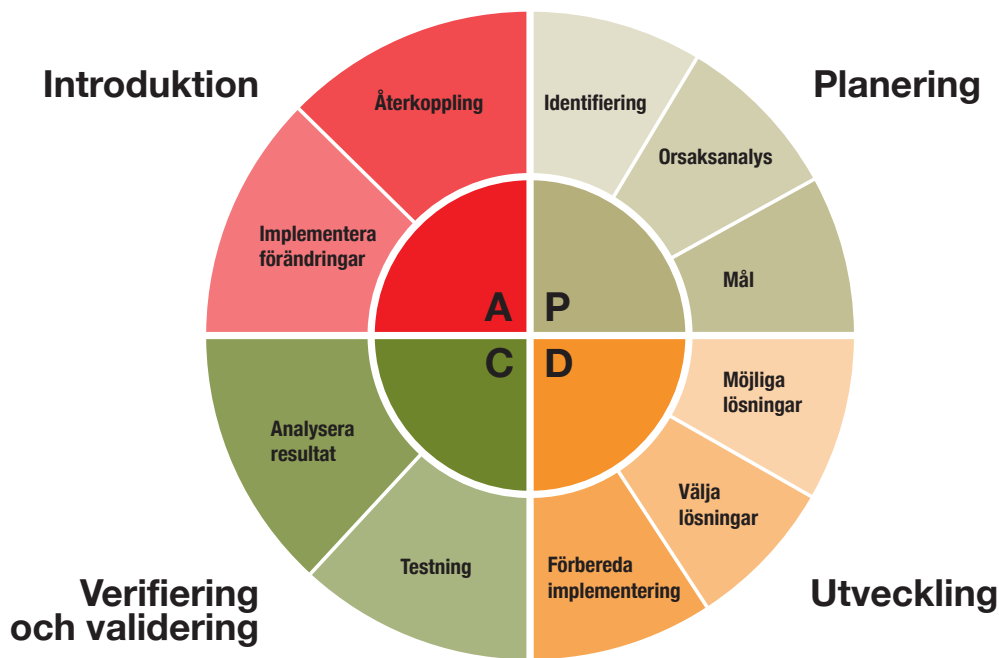 Introduktion
Planering
Återkoppling
Identifiering
Orsaksanalys
Implementera
förändringar
Mål
A
P
C
D
Möjliga
lösningar
Analysera
resultat
Välja
lösningar
Testning
Förbereda
implementering
Verifiering
och validering
Utveckling